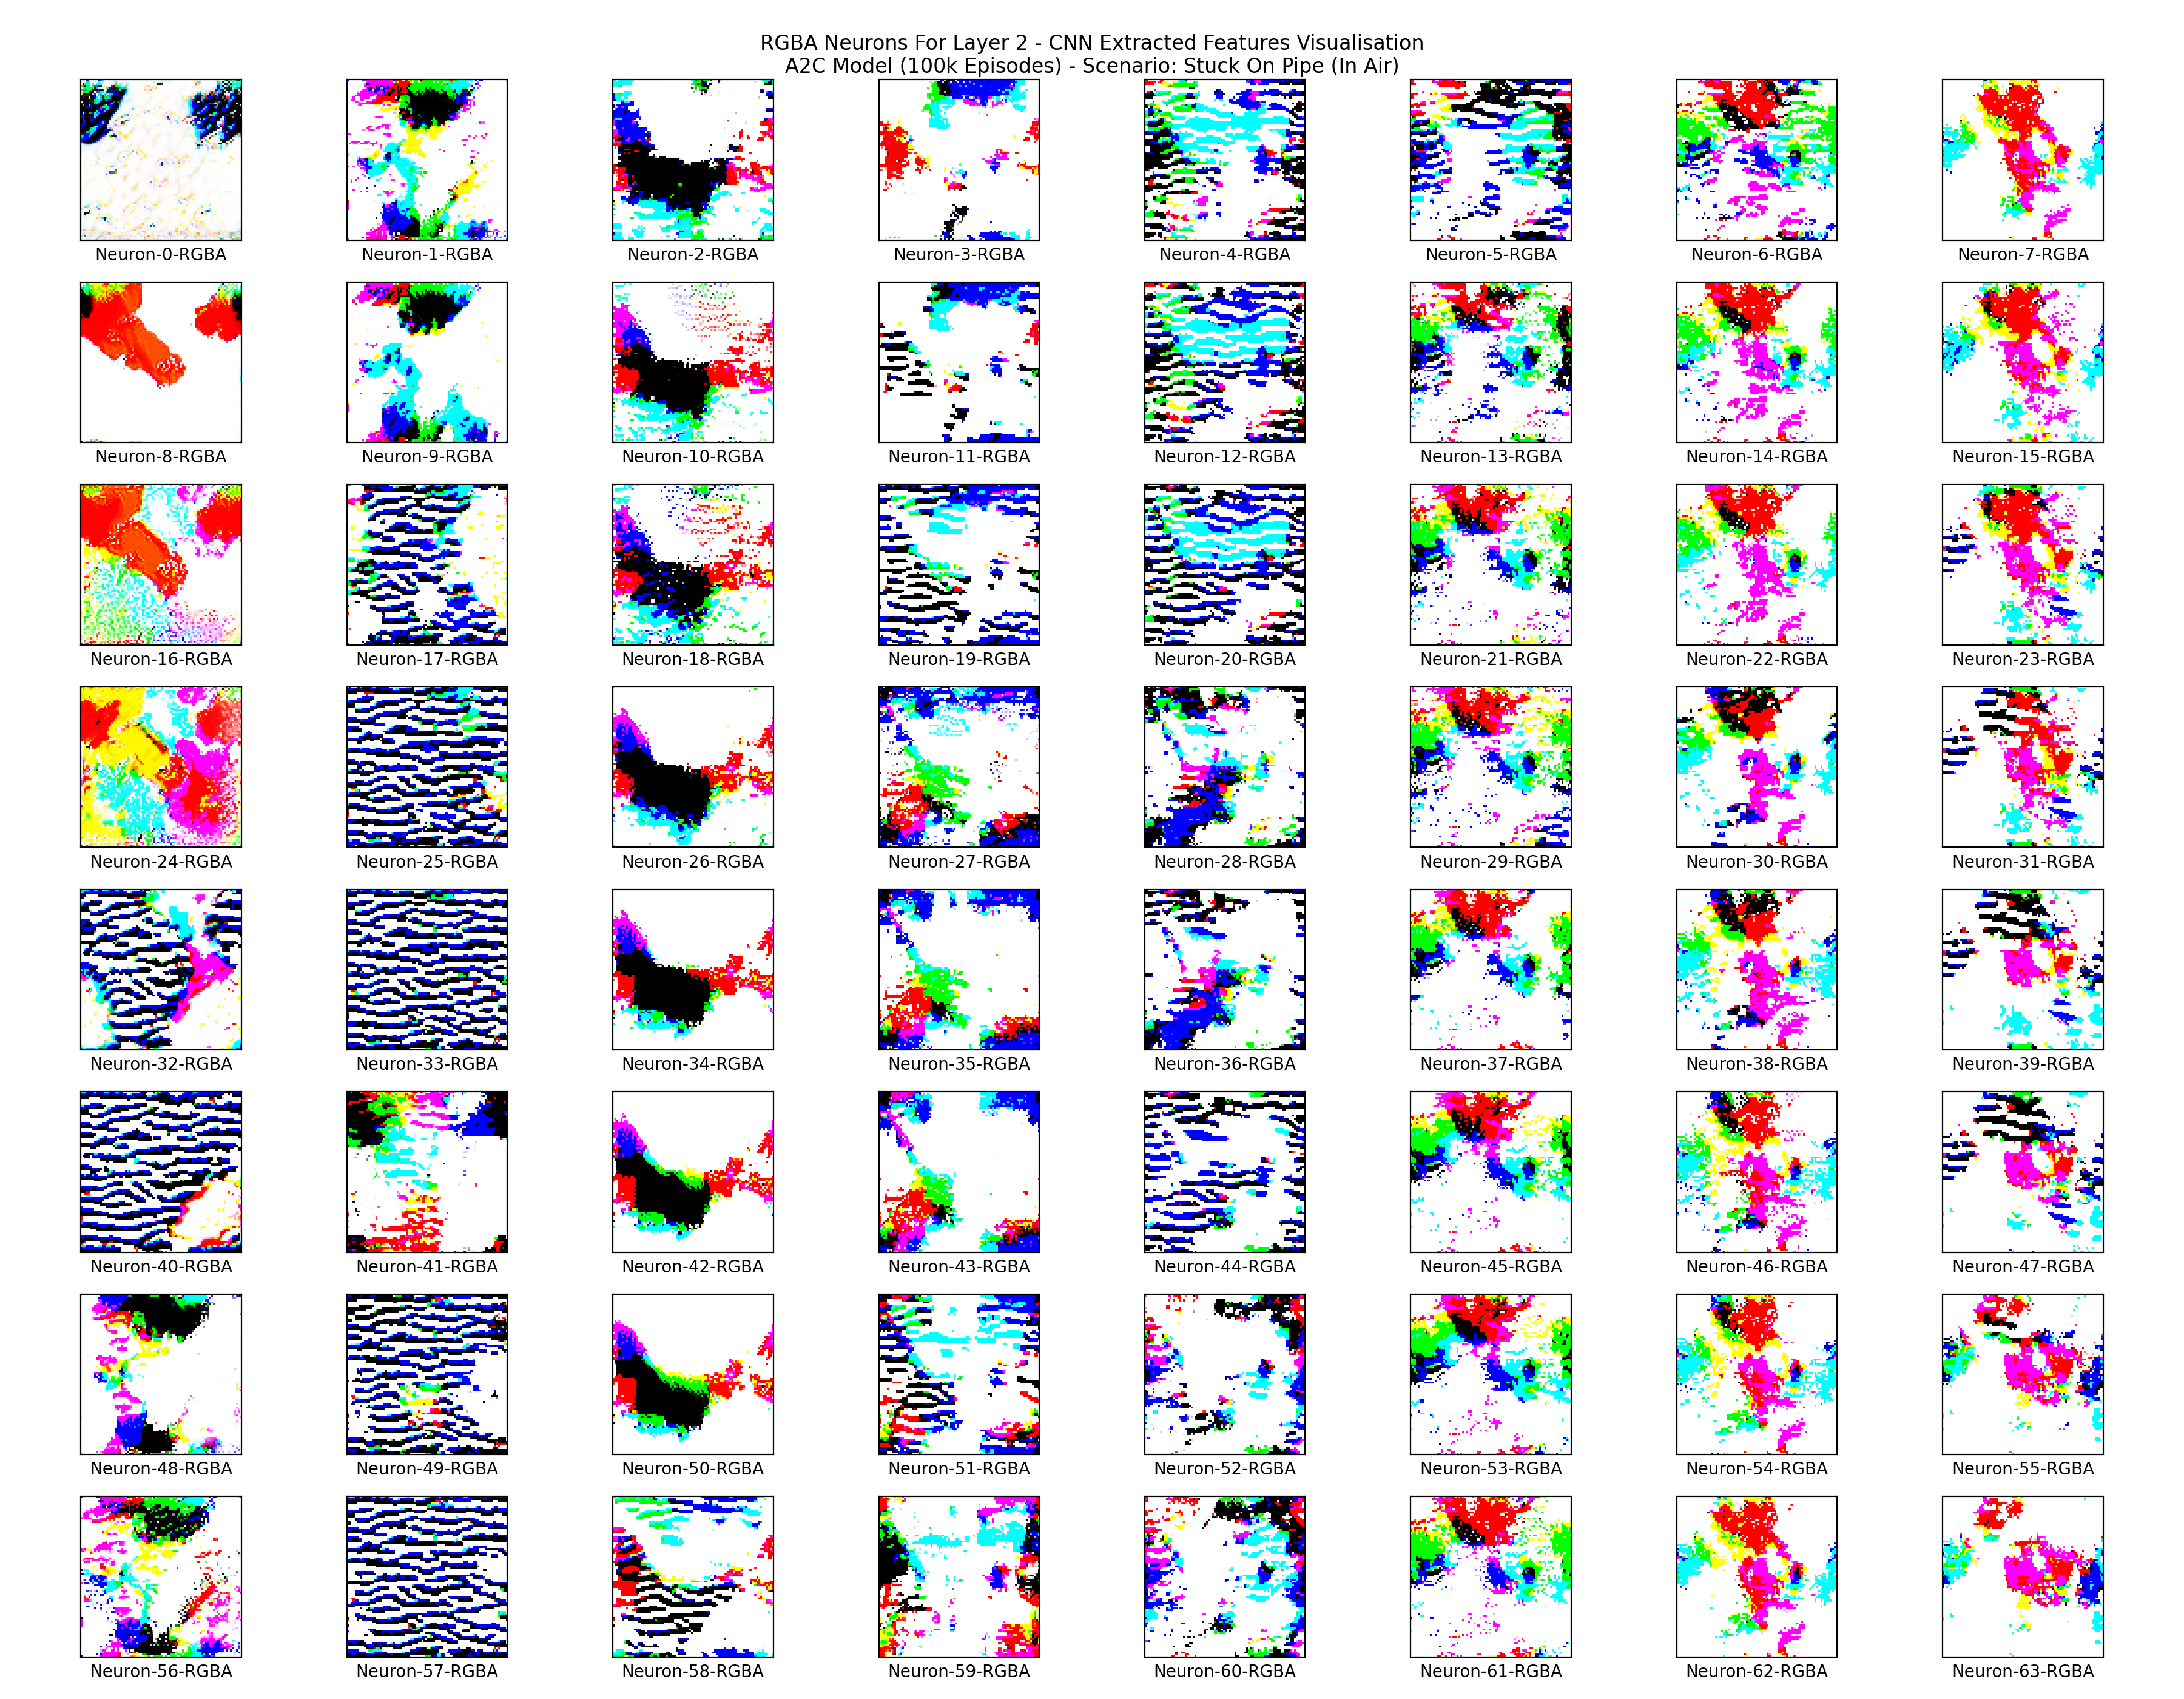 RGBA Neurons For Layer 2 - CNN Extracted Features Visualisation
A2C Model (100k Episodes) - Scenario: Stuck On Pipe (In Air)
Neuron-0-RGBA Neuron-1-RGBA Neuron-2-RGBA Neuron-3-RGBA Neuron-4-RGBA Neuron-5-RGBA Neuron-6-RGBA Neuron-7-RGBA
Neuron-8-RGBA Neuron-9-RGBA Neuron-10-RGBA Neuron-11-RGBA Neuron-12-RGBA Neuron-13-RGBA Neuron-14-RGBA Neuron-15-RGBA
Neuron-16-RGBA Neuron-17-RGBA Neuron-18-RGBA Neuron-19-RGBA Neuron-20-RGBA Neuron-21-RGBA Neuron-22-RGBA Neuron-23-RGBA
Neuron-24-RGBA Neuron-25-RGBA Neuron-26-RGBA Neuron-27-RGBA Neuron-28-RGBA Neuron-29-RGBA Neuron-30-RGBA Neuron-31-RGBA
Neuron-32-RGBA Neuron-33-RGBA Neuron-34-RGBA Neuron-35-RGBA Neuron-36-RGBA Neuron-37-RGBA Neuron-38-RGBA Neuron-39-RGBA
Neuron-40-RGBA Neuron-41-RGBA Neuron-42-RGBA Neuron-43-RGBA Neuron-44-RGBA Neuron-45-RGBA Neuron-46-RGBA Neuron-47-RGBA
Neuron-48-RGBA Neuron-49-RGBA Neuron-50-RGBA Neuron-51-RGBA Neuron-52-RGBA Neuron-53-RGBA Neuron-54-RGBA Neuron-55-RGBA
Neuron-56-RGBA Neuron-57-RGBA Neuron-58-RGBA Neuron-59-RGBA Neuron-60-RGBA Neuron-61-RGBA Neuron-62-RGBA Neuron-63-RGBA